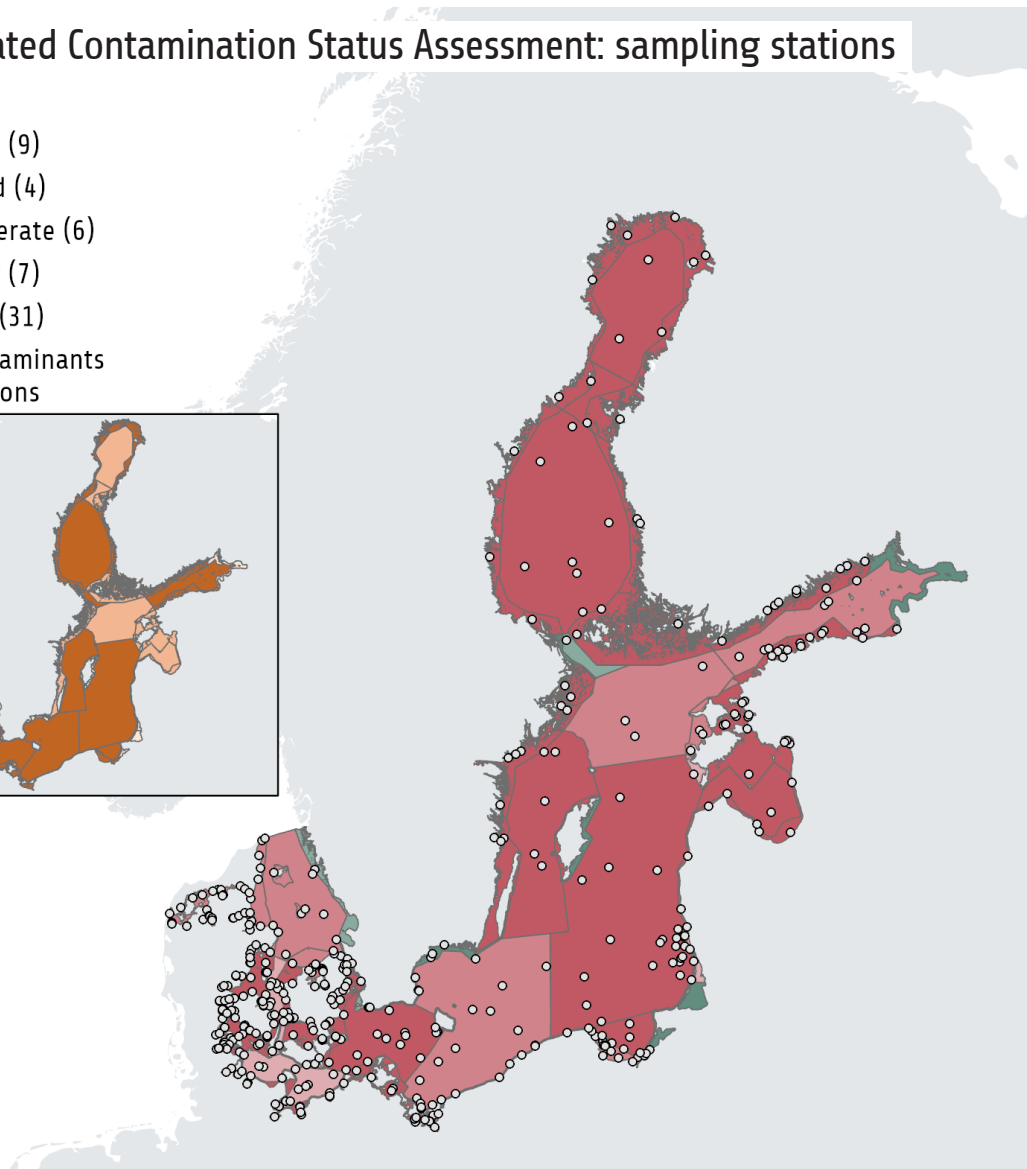 ated Contamination Status Assessment: sampling stations
(9)
d (4)
erate (6)
(7)
(31)
aminants
ons